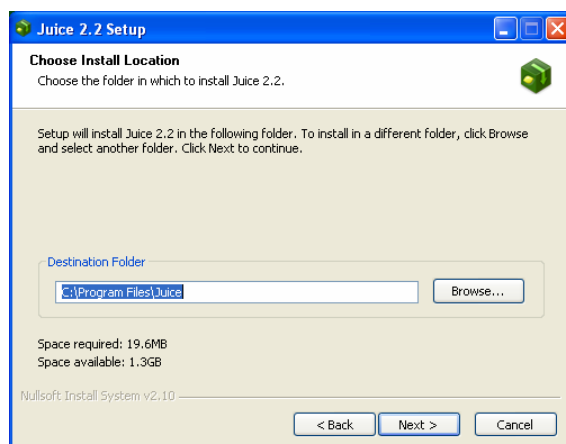 Juice 2.2 Setup
Choose Install Location
Choose the folder in which to install Juice 2.2.
Setup will install Juice 2.2 in the following folder. To install in a different folder, click Browse
and select another folder. Click Next to continue.
Destination Folder
C:\Program Files\Juice
Browse...
Space required: 19.6MB
Space available: 1.3GB
Nullsoft Install System v2.10
< Back
Next >
Cancel